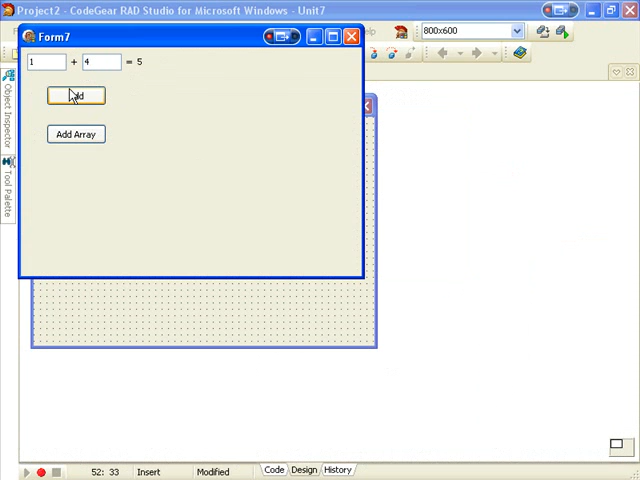 Project2 - CodeGear RAD Studio for Microsoft Windows - Unit7
Form7
800x600
1 + 4 = 5
Add Array
Object Inspector
Tool Palette
52: 33 Insert Modified Code Design History